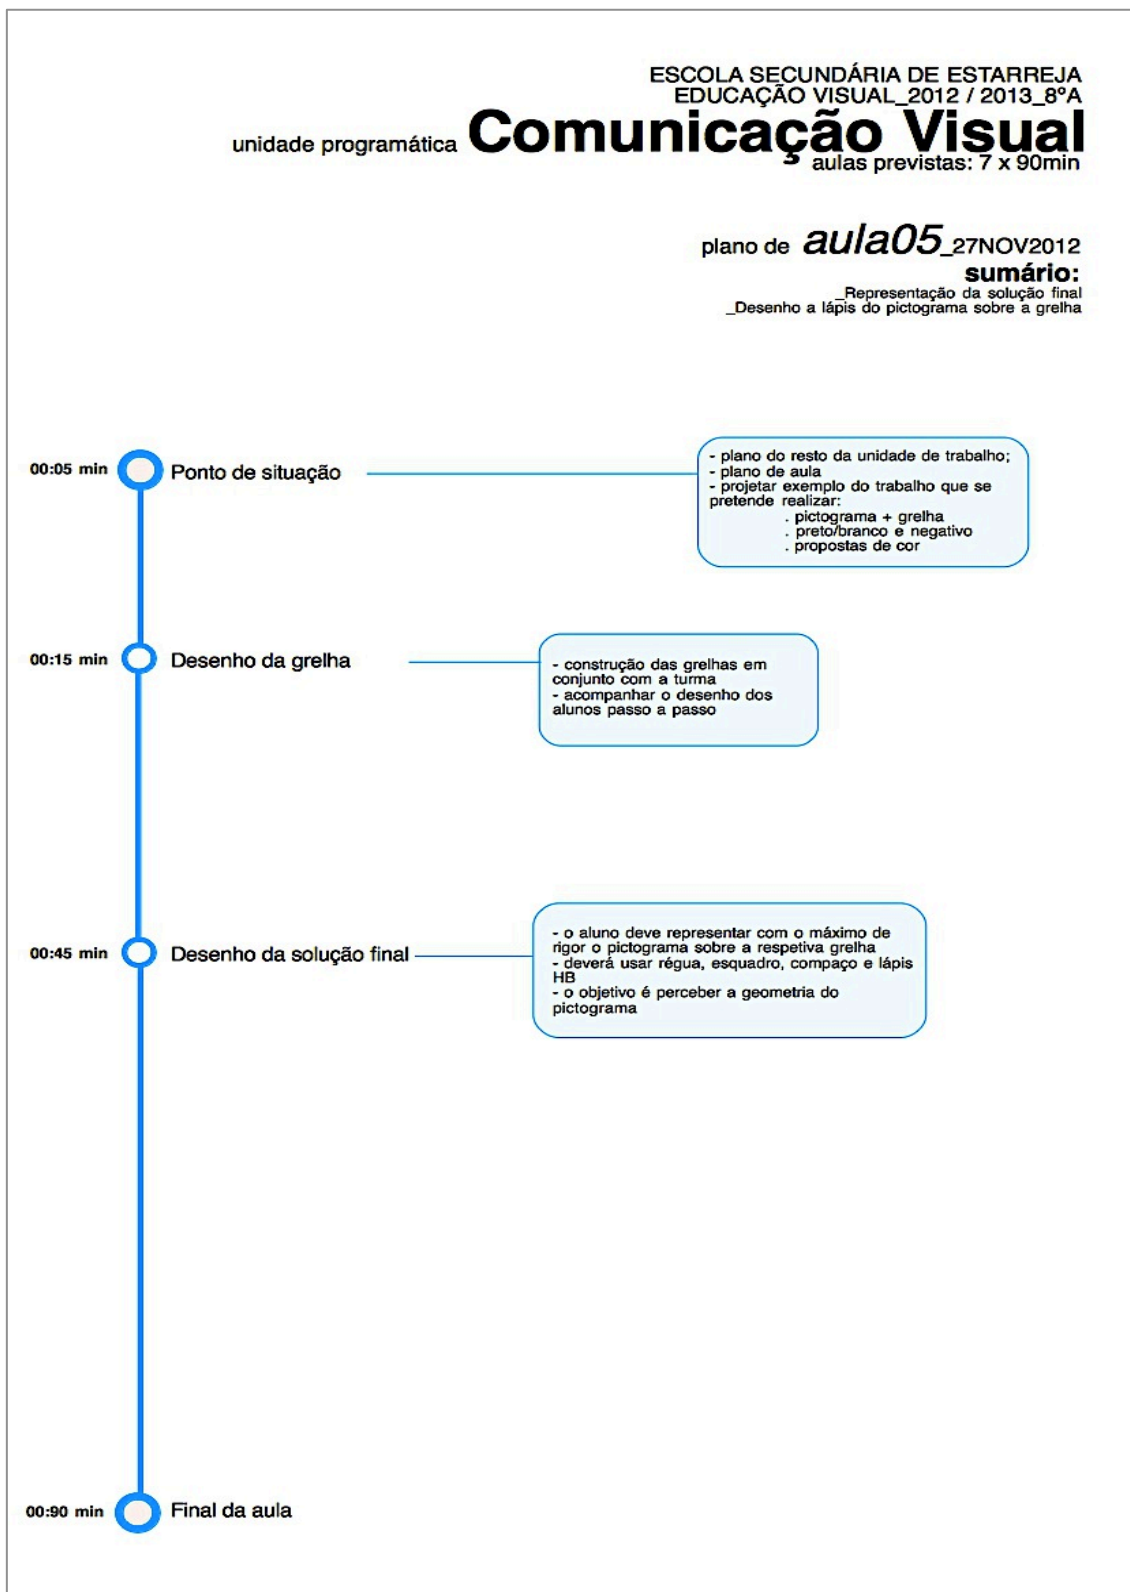 ESCOLA SECUNDÁRIA DE ESTARREJA
EDUCAÇÃO VISUAL_2012 / 2013_8ºA
unidade programática Comunicação Visual
aulas previstas: 7 x 90min
plano de aula05_27NOV2012
sumário:
_Representação da solução final
_Desenho a lápis do pictograma sobre a grelha
00:05 min Ponto de situação
- plano do resto da unidade de trabalho;
- plano de aula
- projetar exemplo do trabalho que se
pretende realizar:
. pictograma + grelha
. preto/branco e negativo
. propostas de cor
00:15 min Desenho da grelha
- construção das grelhas em
conjunto com a turma
- acompanhar o desenho dos
alunos passo a passo
00:45 min Desenho da solução final
- o aluno deve representar com o máximo de
rigor o pictograma sobre a respetiva grelha
- deverá usar régua, esquadro, compaço e lápis
HB
- o objetivo é perceber a geometria do
pictograma
00:90 min Final da aula